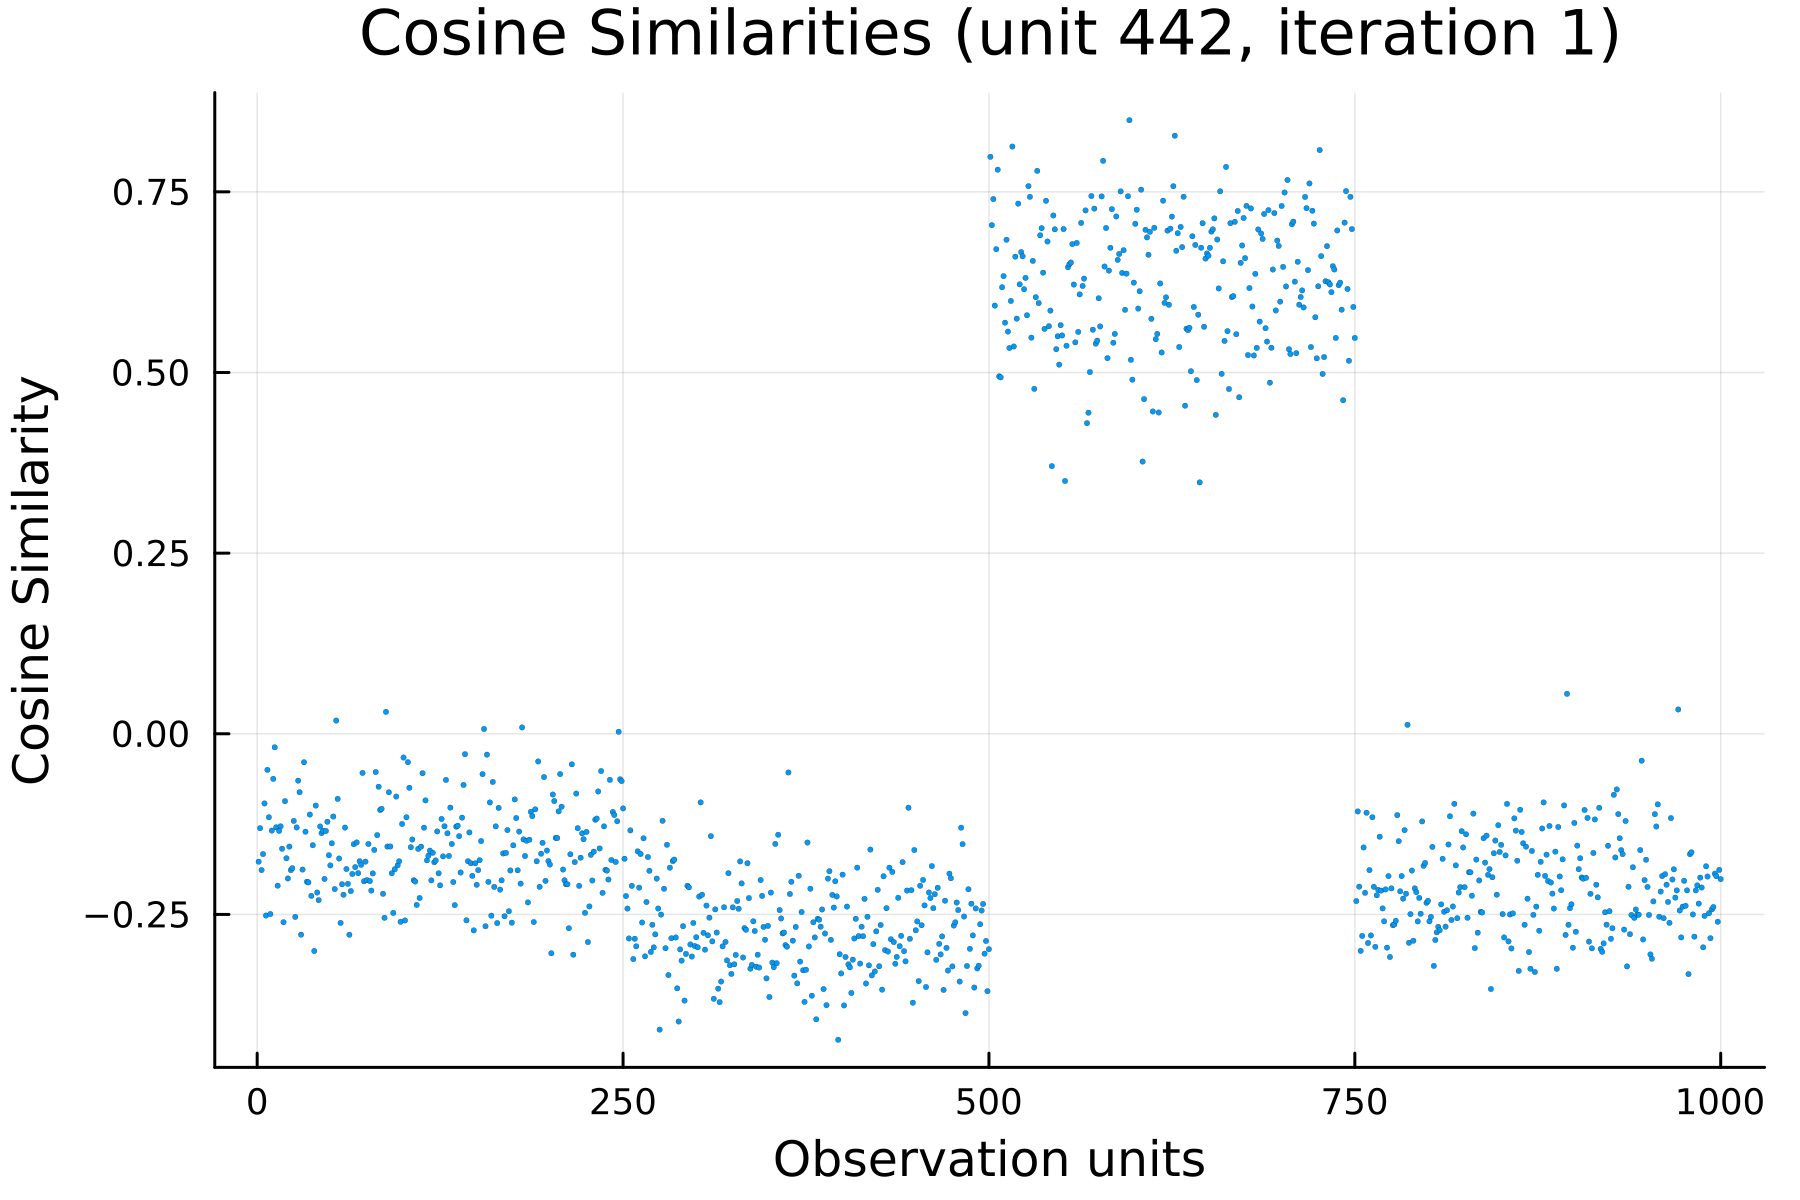 Cosine Similarities (unit 442, iteration 1)
Cosine Similarity
0.75
0.50
0.25
0.00
−0.25
0 250 500 750 1000
Observation units